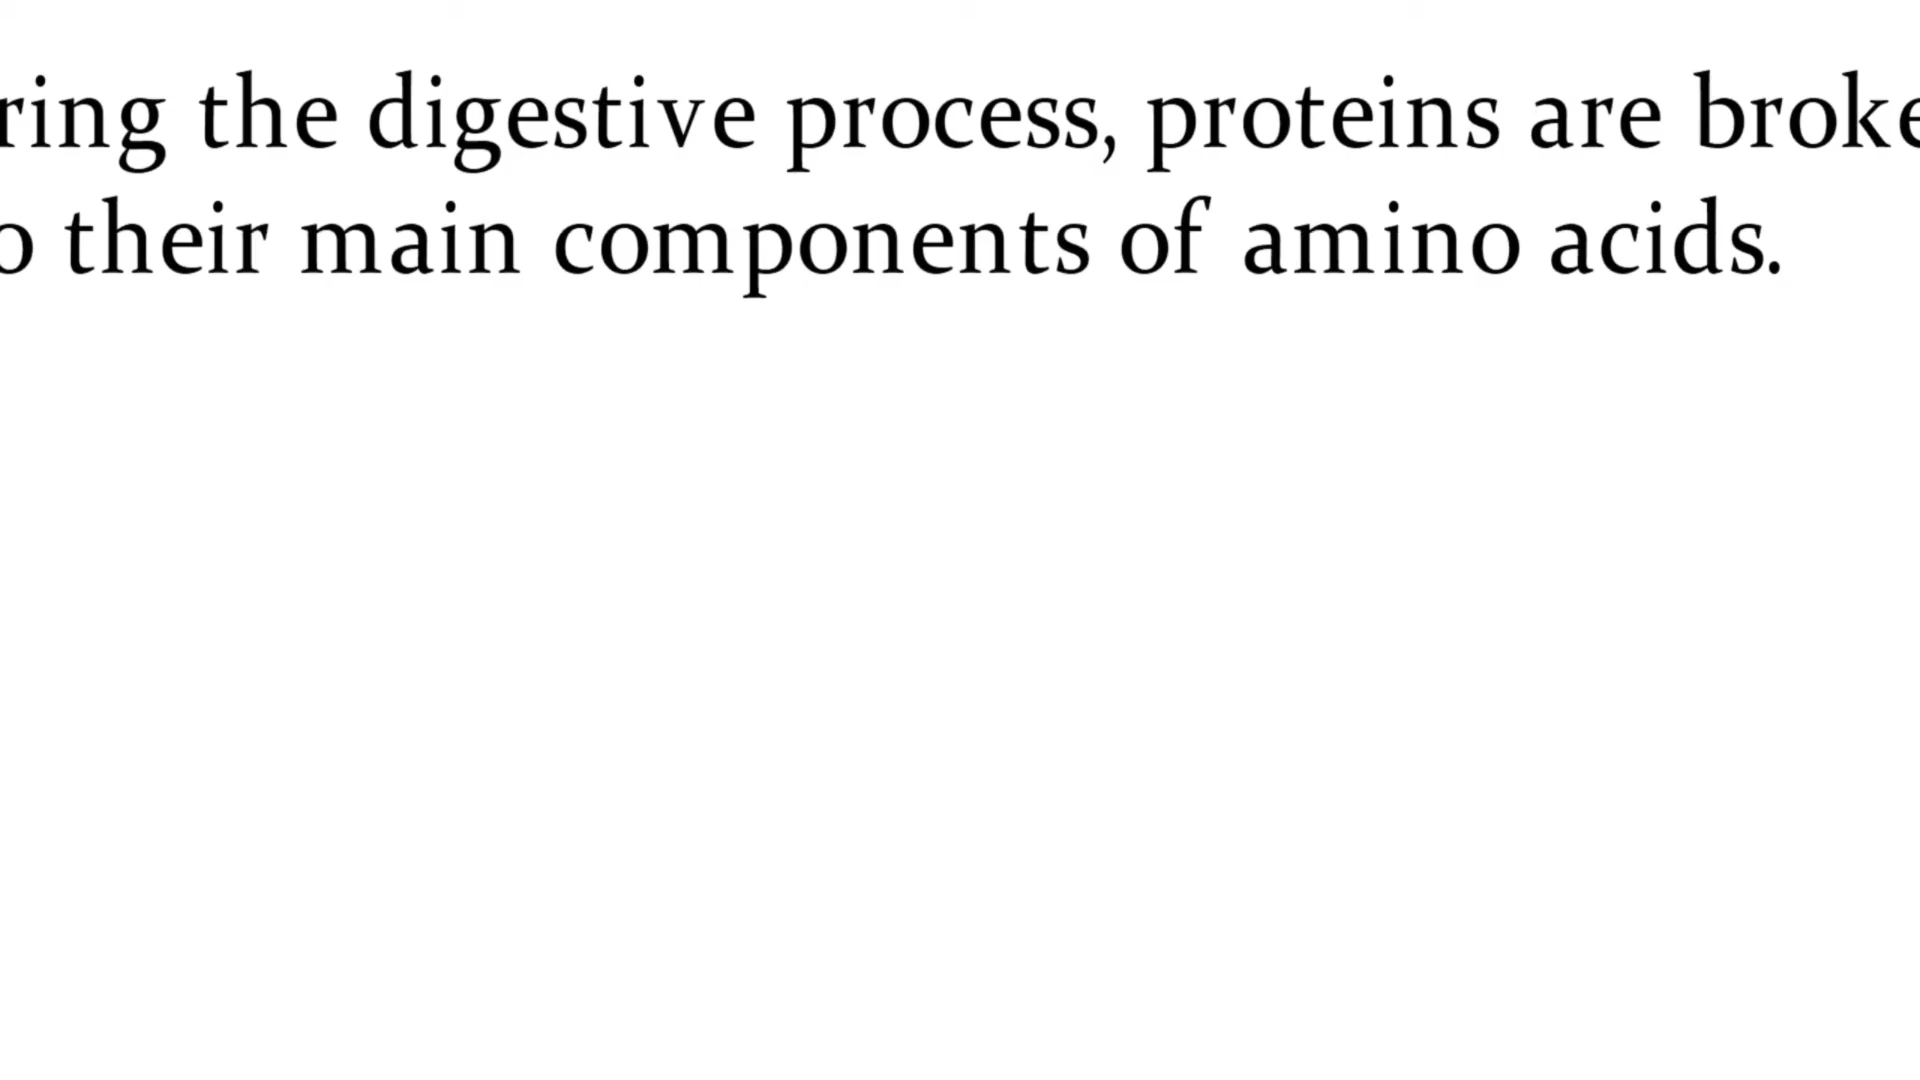 ring the digestive process, proteins are broke
o their main components of amino acids.